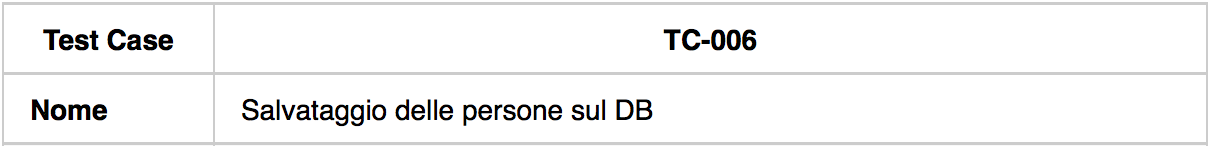 Test Case TC-006
Nome Salvataggio delle persone sul DB